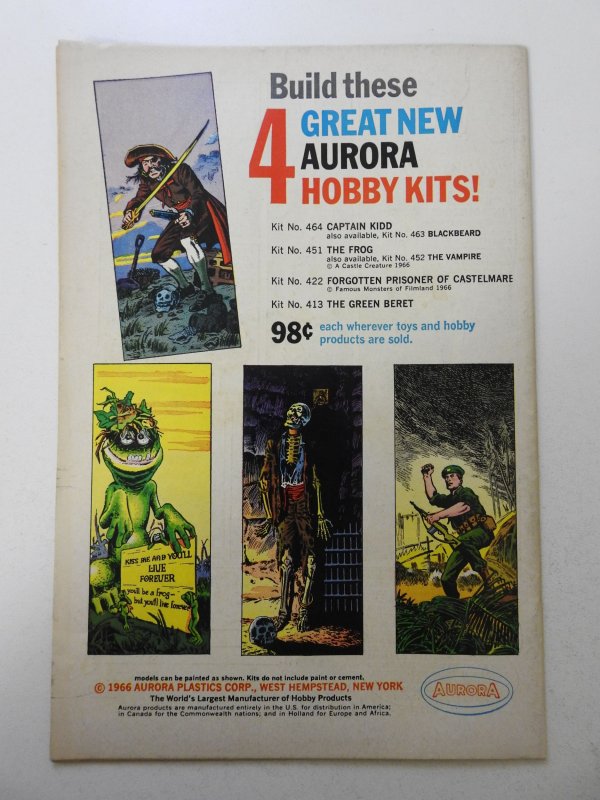 Build these
4 GREAT NEW
AURORA
HOBBY KITS!
Kit No. 464 CAPTAIN KIDD
also available, Kit No. 463 BLACKBEARD
Kit No. 451 THE FROG
also available, Kit No. 452 THE VAMPIRE
© A Castle Creature 1966
Kit No. 422 FORGOTTEN PRISONER OF CASTELMARE
© Famous Monsters of Filmland 1966
Kit No. 413 THE GREEN BERET
98¢ each wherever toys and hobby
products are sold.
KISS ME AND YOU'LL
LIVE
FOREVER
you'll be a frog-
but you'll live forever
models can be painted as shown. Kits do not include paint or cement.
© 1966 AURORA PLASTICS CORP., WEST HEMPSTEAD, NEW YORK
The World's Largest Manufacturer of Hobby Products
Aurora products are manufactured entirely in the U.S. for distribution in America;
in Canada for the Commonwealth nations; and in Holland for Europe and Africa.
AURORA